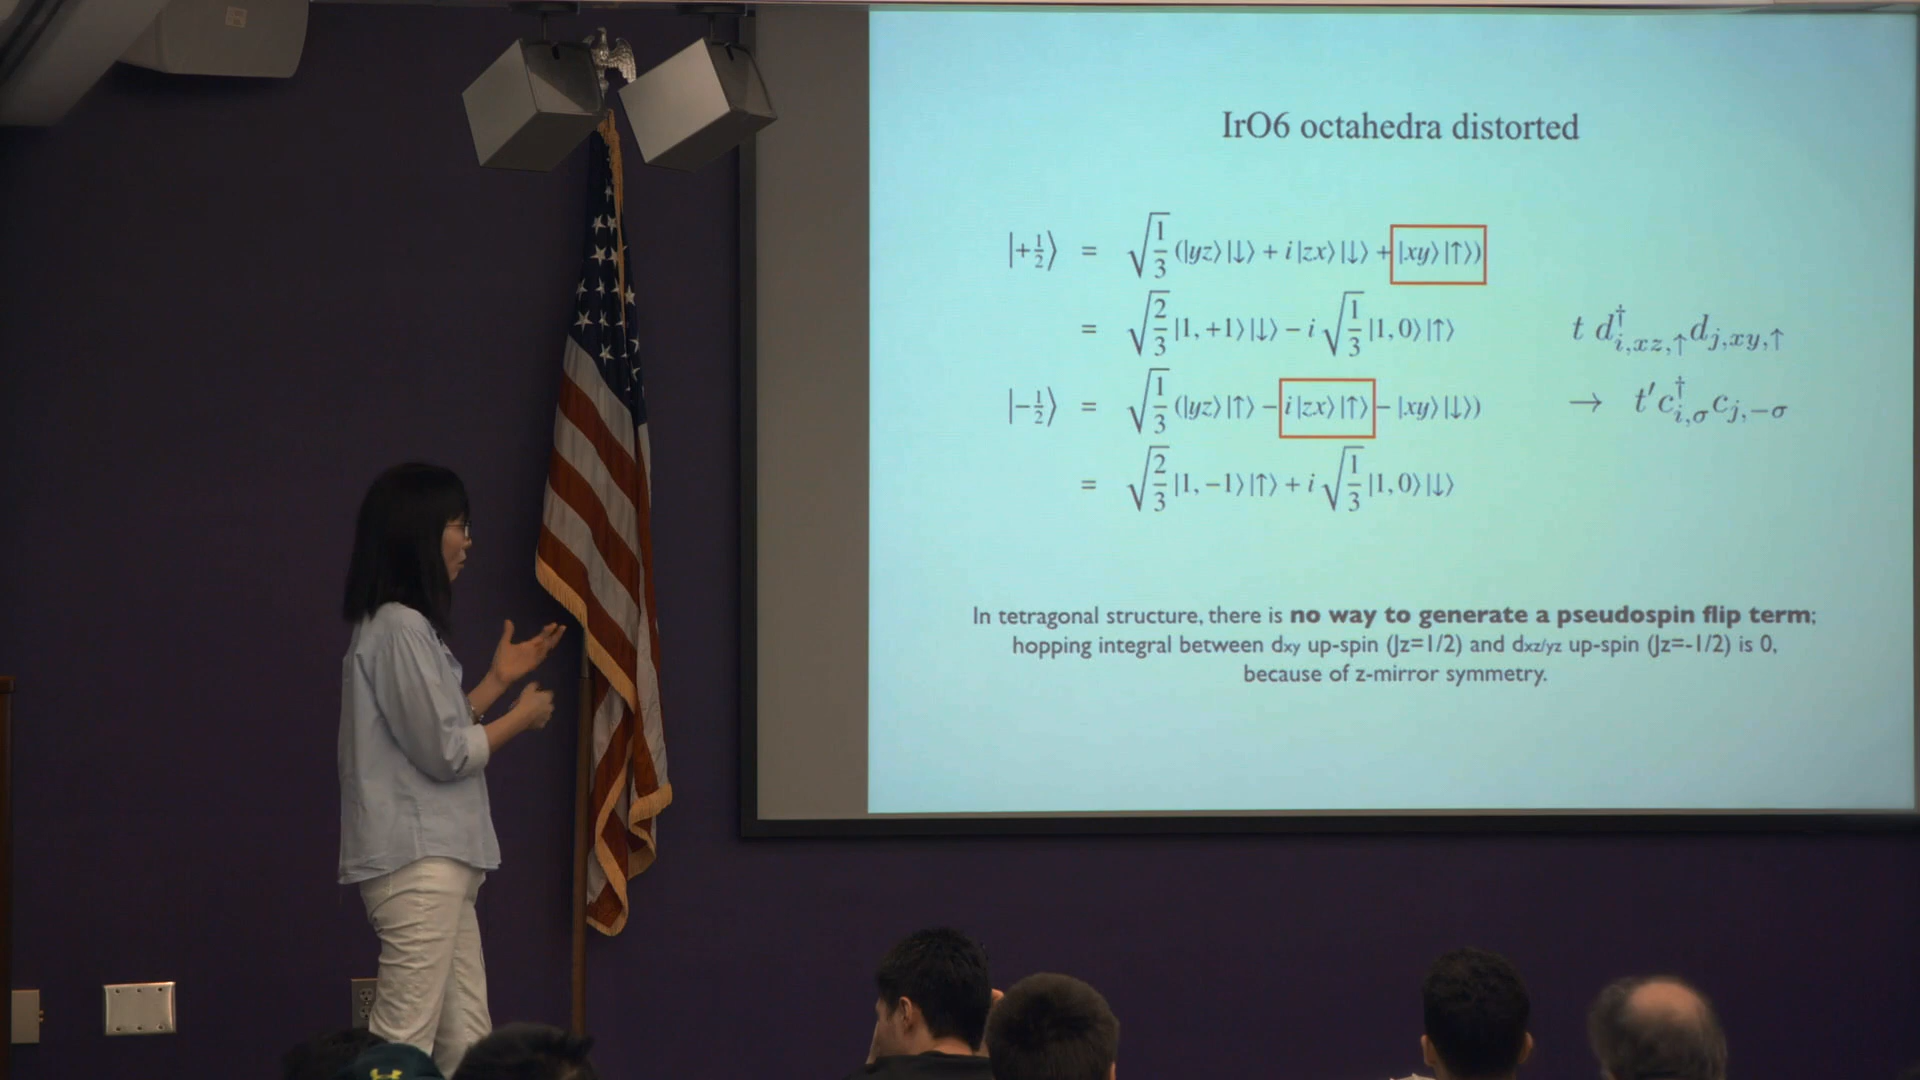 IrO6 octahedra distorted
|+½⟩ = √(1/3) (|yz⟩|↓⟩ + i|zx⟩|↓⟩ + |xy⟩|↑⟩)
= √(2/3) |1,+1⟩|↓⟩ − i √(1/3) |1,0⟩|↑⟩
t d†i,xz,↑ dj,xy,↑
|−½⟩ = √(1/3) (|yz⟩|↑⟩ − i|zx⟩|↑⟩ − |xy⟩|↓⟩)
→ t′ c†i,σ cj,−σ
= √(2/3) |1,−1⟩|↑⟩ + i √(1/3) |1,0⟩|↓⟩
In tetragonal structure, there is no way to generate a pseudospin flip term;
hopping integral between dxy up-spin (Jz=1/2) and dxz/yz up-spin (Jz=-1/2) is 0,
because of z-mirror symmetry.